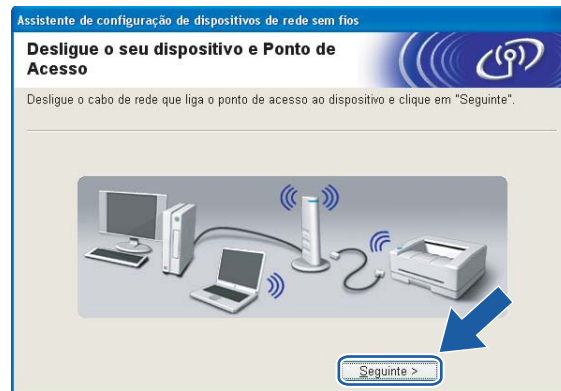 Assistente de configuração de dispositivos de rede sem fios
Desligue o seu dispositivo e Ponto de
Acesso
Desligue o cabo de rede que liga o ponto de acesso ao dispositivo e clique em "Seguinte".
Seguinte >